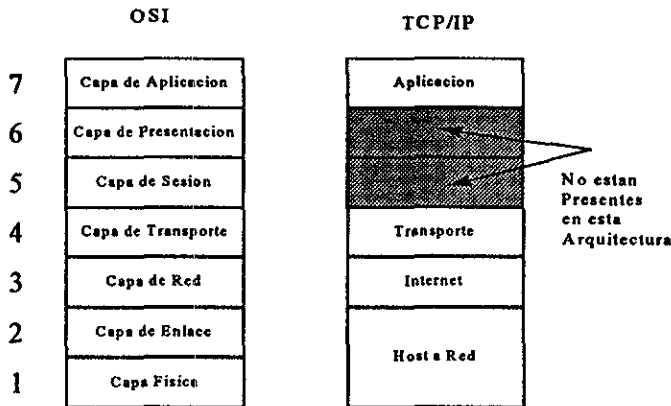 OSI
TCP/IP
7
Capa de Aplicacion
Aplicacion
6
Capa de Presentacion
5
Capa de Sesion
No estan
Presentes
en esta
Arquitectura
4
Capa de Transporte
Transporte
3
Capa de Red
Internet
2
Capa de Enlace
Host a Red
1
Capa Fisica